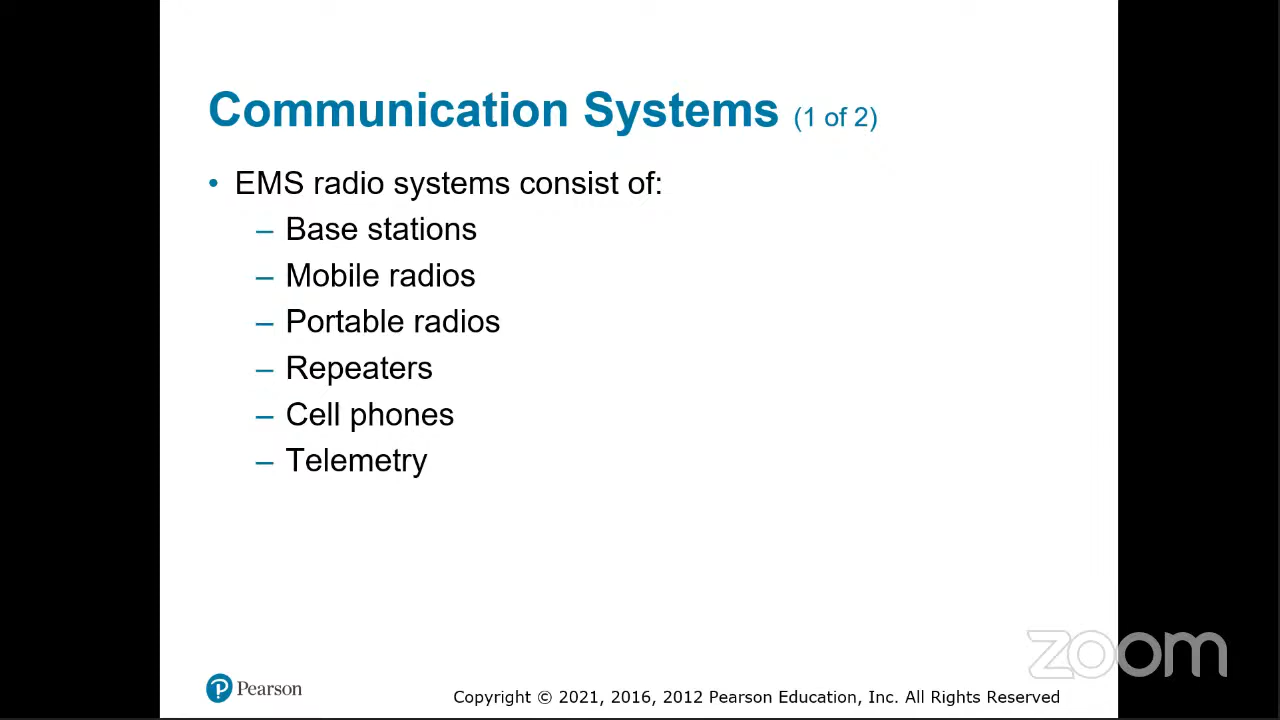 Communication Systems (1 of 2)
• EMS radio systems consist of:
– Base stations
– Mobile radios
– Portable radios
– Repeaters
– Cell phones
– Telemetry
zoom
Pearson
Copyright © 2021, 2016, 2012 Pearson Education, Inc. All Rights Reserved